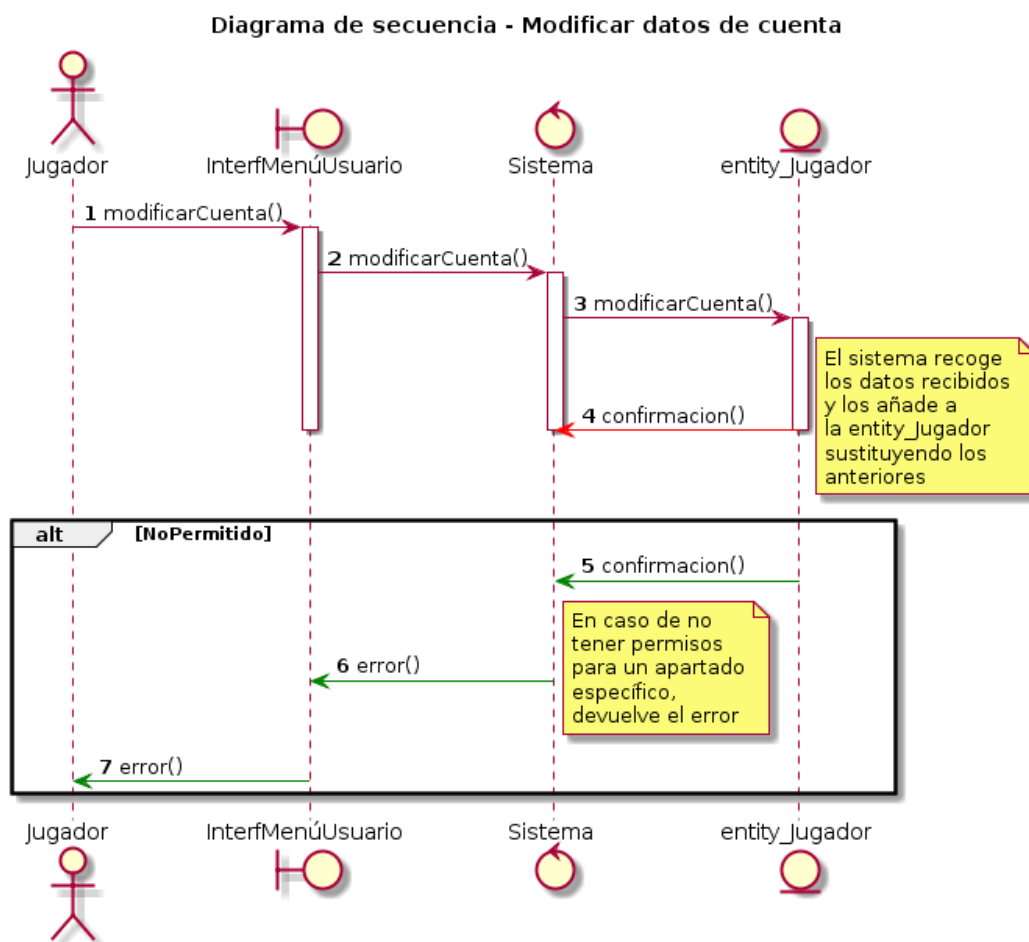 Diagrama de secuencia - Modificar datos de cuenta
Jugador
InterfMenúUsuario
Sistema
entity_Jugador
1 modificarCuenta()
2 modificarCuenta()
3 modificarCuenta()
El sistema recoge
los datos recibidos
y los añade a
la entity_Jugador
sustituyendo los
anteriores
4 confirmacion()
alt
[NoPermitido]
5 confirmacion()
En caso de no
tener permisos
para un apartado
específico,
devuelve el error
6 error()
7 error()
Jugador
InterfMenúUsuario
Sistema
entity_Jugador